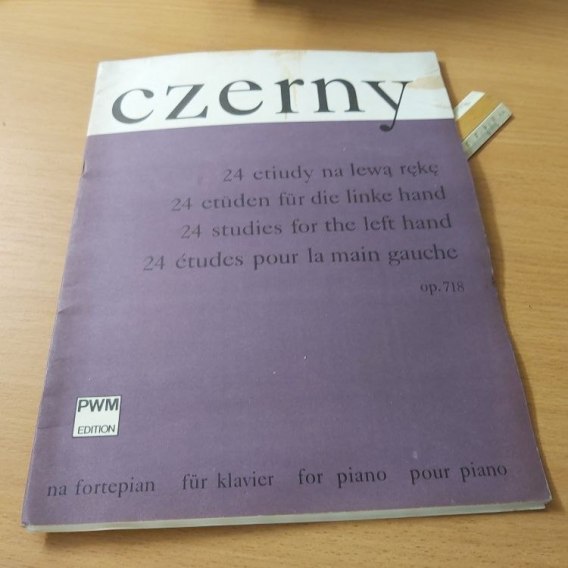 czerny
24 etiudy na lewą rękę
24 etüden für die linke hand
24 studies for the left hand
24 études pour la main gauche
op. 718
PWM
EDITION
na fortepian für klavier for piano pour piano